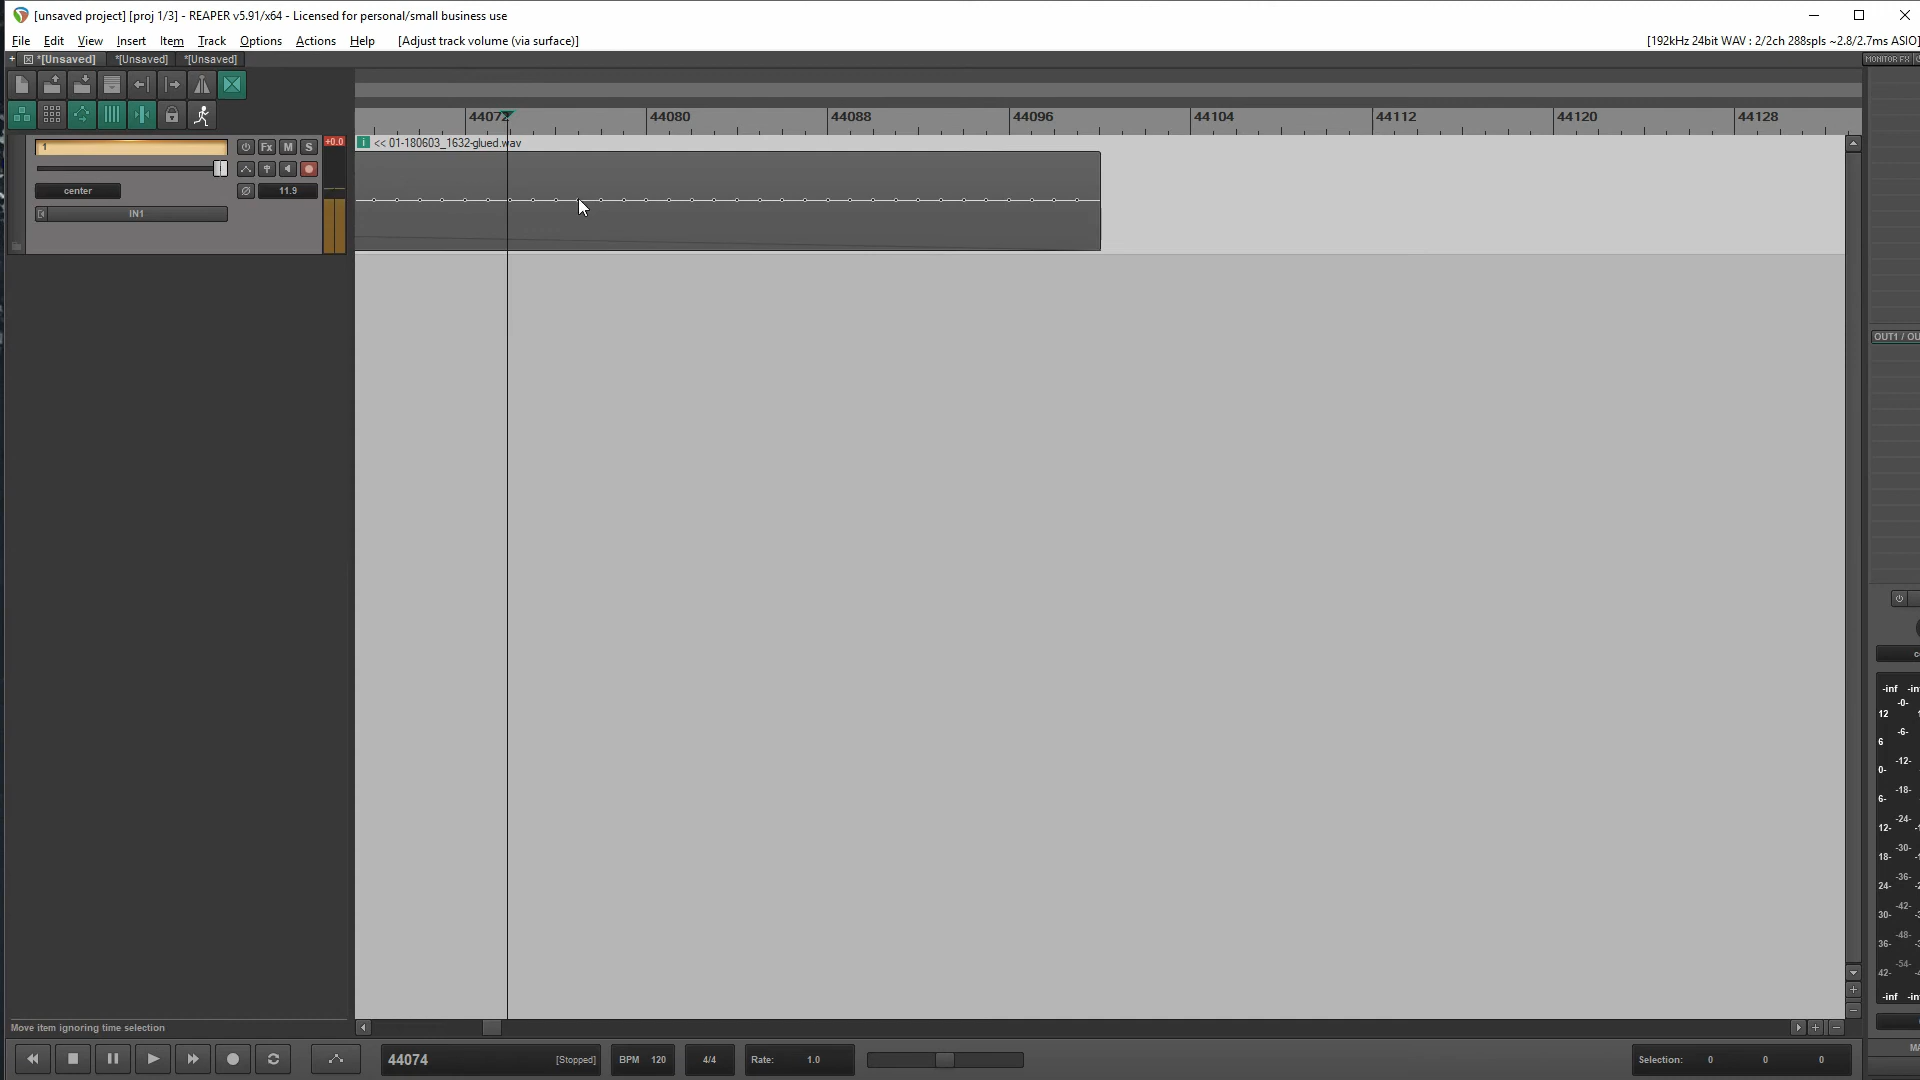 [unsaved project] [proj 1/3] - REAPER v5.91/x64 - Licensed for personal/small business use
File Edit View Insert Item Track Options Actions Help [Adjust track volume (via surface)]
[192kHz 24bit WAV : 2/2ch 288spls ~2.8/2.7ms ASIO]
*[Unsaved] *[Unsaved] *[Unsaved]
MONITOR FX
44072 44080 44088 44096 44104 44112 44120 44128
1 Fx M S +0.0
<< 01-180603_1632-glued.wav
center 11.9
IN1
OUT1 / OU
-inf -in
-0-
12
-6-
6
-12-
0-
-18-
6-
-24-
12-
-30-
18-
-36-
24-
-42-
30-
-48-
36-
-54-
42-
-inf -in
Move item ignoring time selection
44074 [Stopped] BPM 120 4/4 Rate: 1.0 Selection: 0 0 0
MA